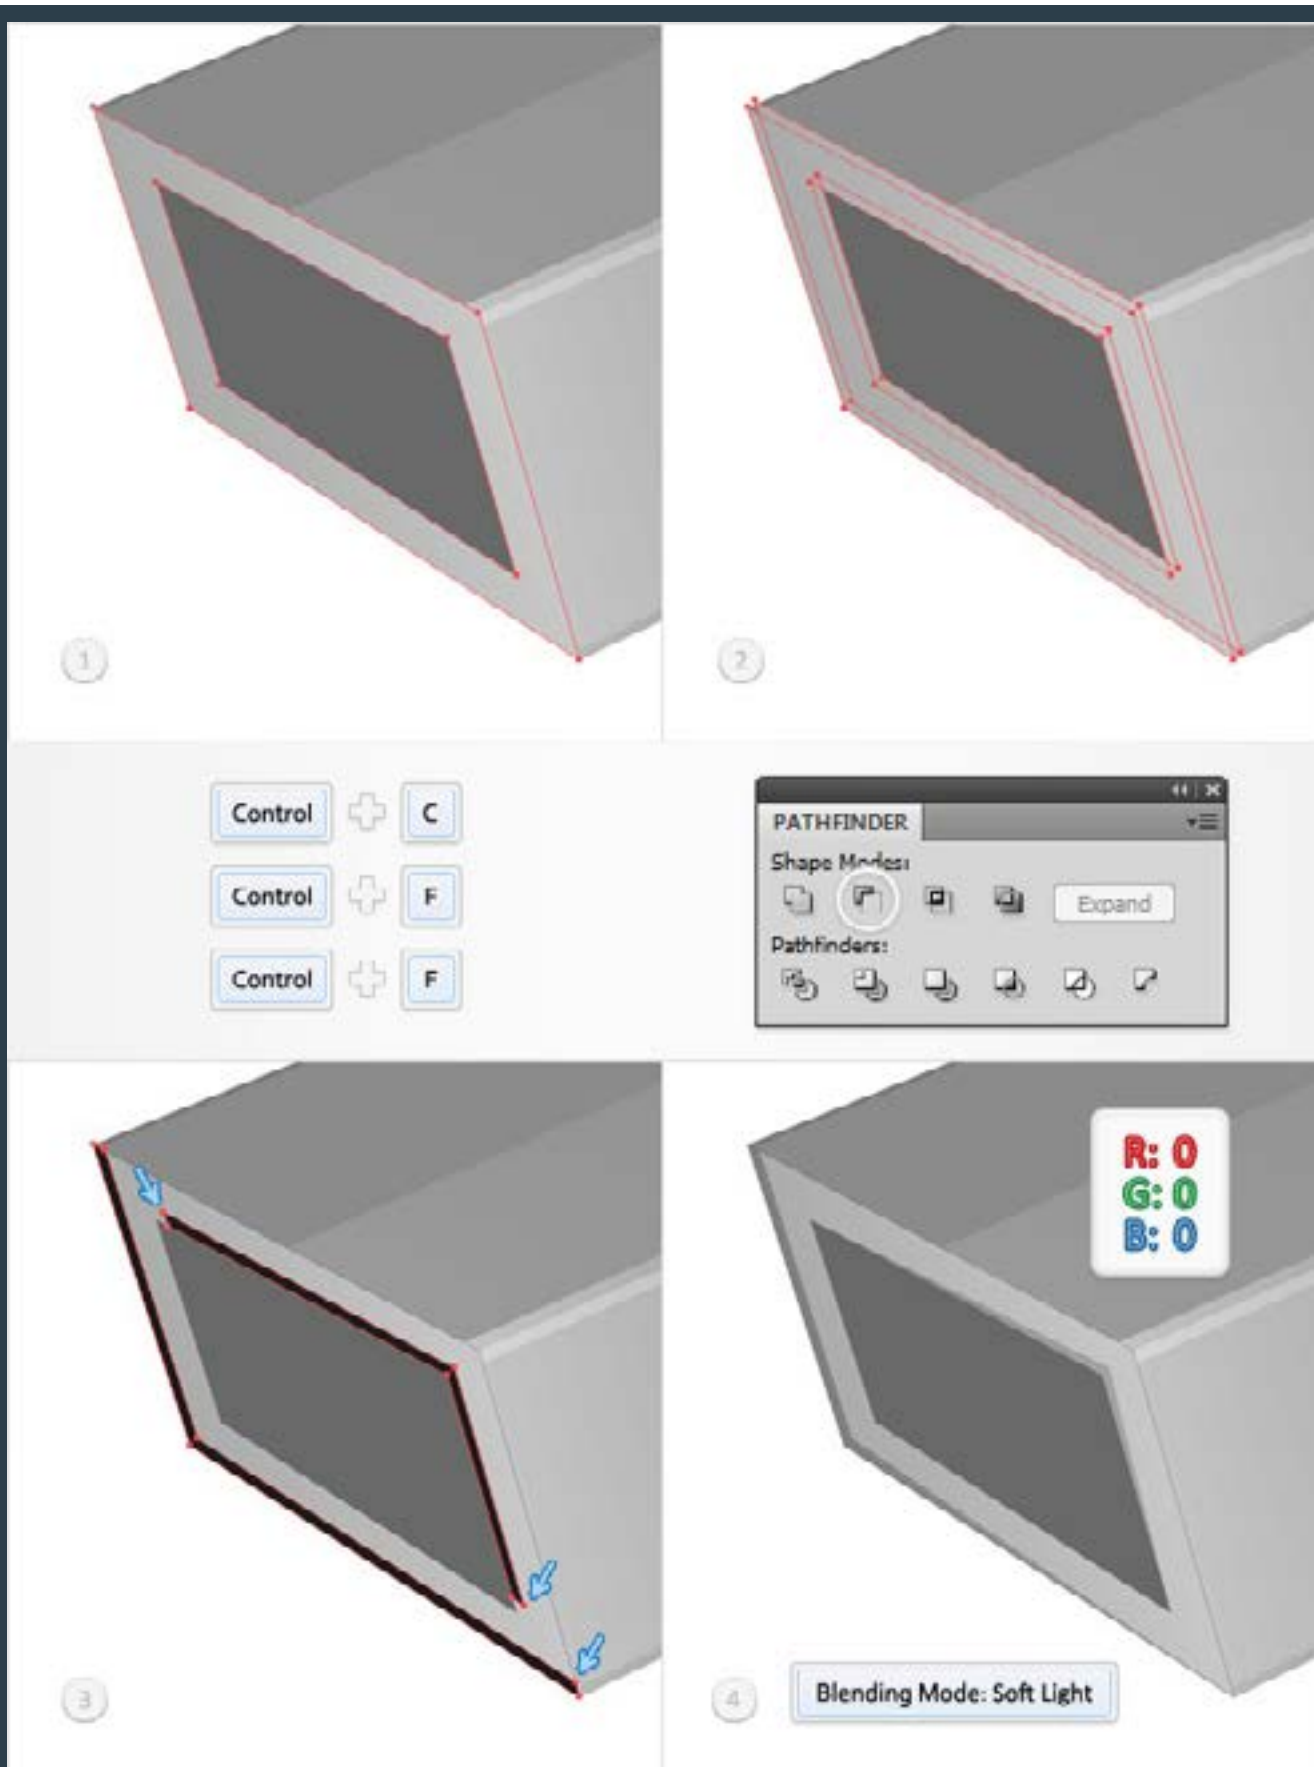 1
2
Control + C
Control + F
Control + F
PATHFINDER
Shape Modes:
Expand
Pathfinders:
R: 0
G: 0
B: 0
3
4
Blending Mode: Soft Light